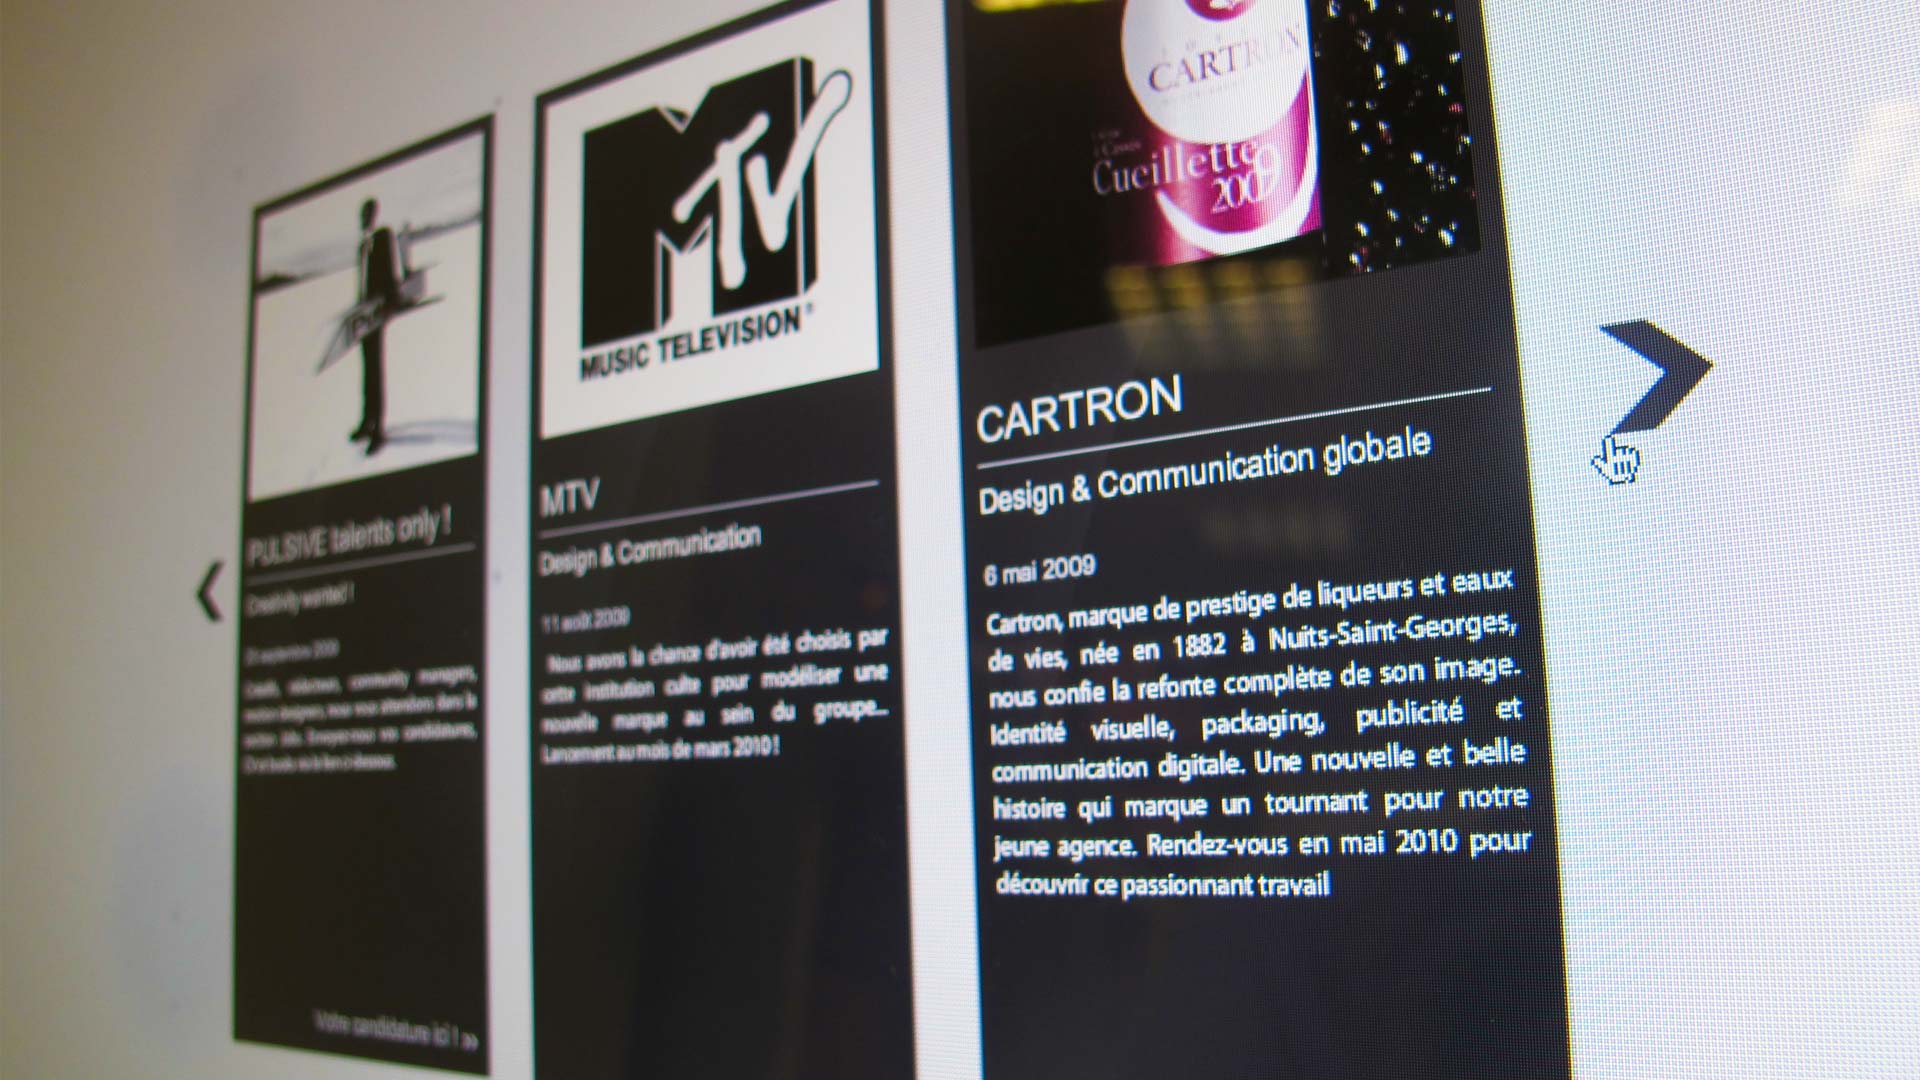 PULSIVE talents only !
Creativity wanted !
Votre candidature ici ! »
MUSIC TELEVISION
MTV
Design & Communication
11 août 2009
Nous avons la chance d'avoir été choisis par
cette institution culte pour modéliser une
nouvelle marque au sein du groupe...
Lancement au mois de mars 2010 !
CARTRON
Cueillette
2009
CARTRON
Design & Communication globale
6 mai 2009
Cartron, marque de prestige de liqueurs et eaux
de vies, née en 1882 à Nuits-Saint-Georges,
nous confie la refonte complète de son image.
Identité visuelle, packaging, publicité et
communication digitale. Une nouvelle et belle
histoire qui marque un tournant pour notre
jeune agence. Rendez-vous en mai 2010 pour
découvrir ce passionnant travail